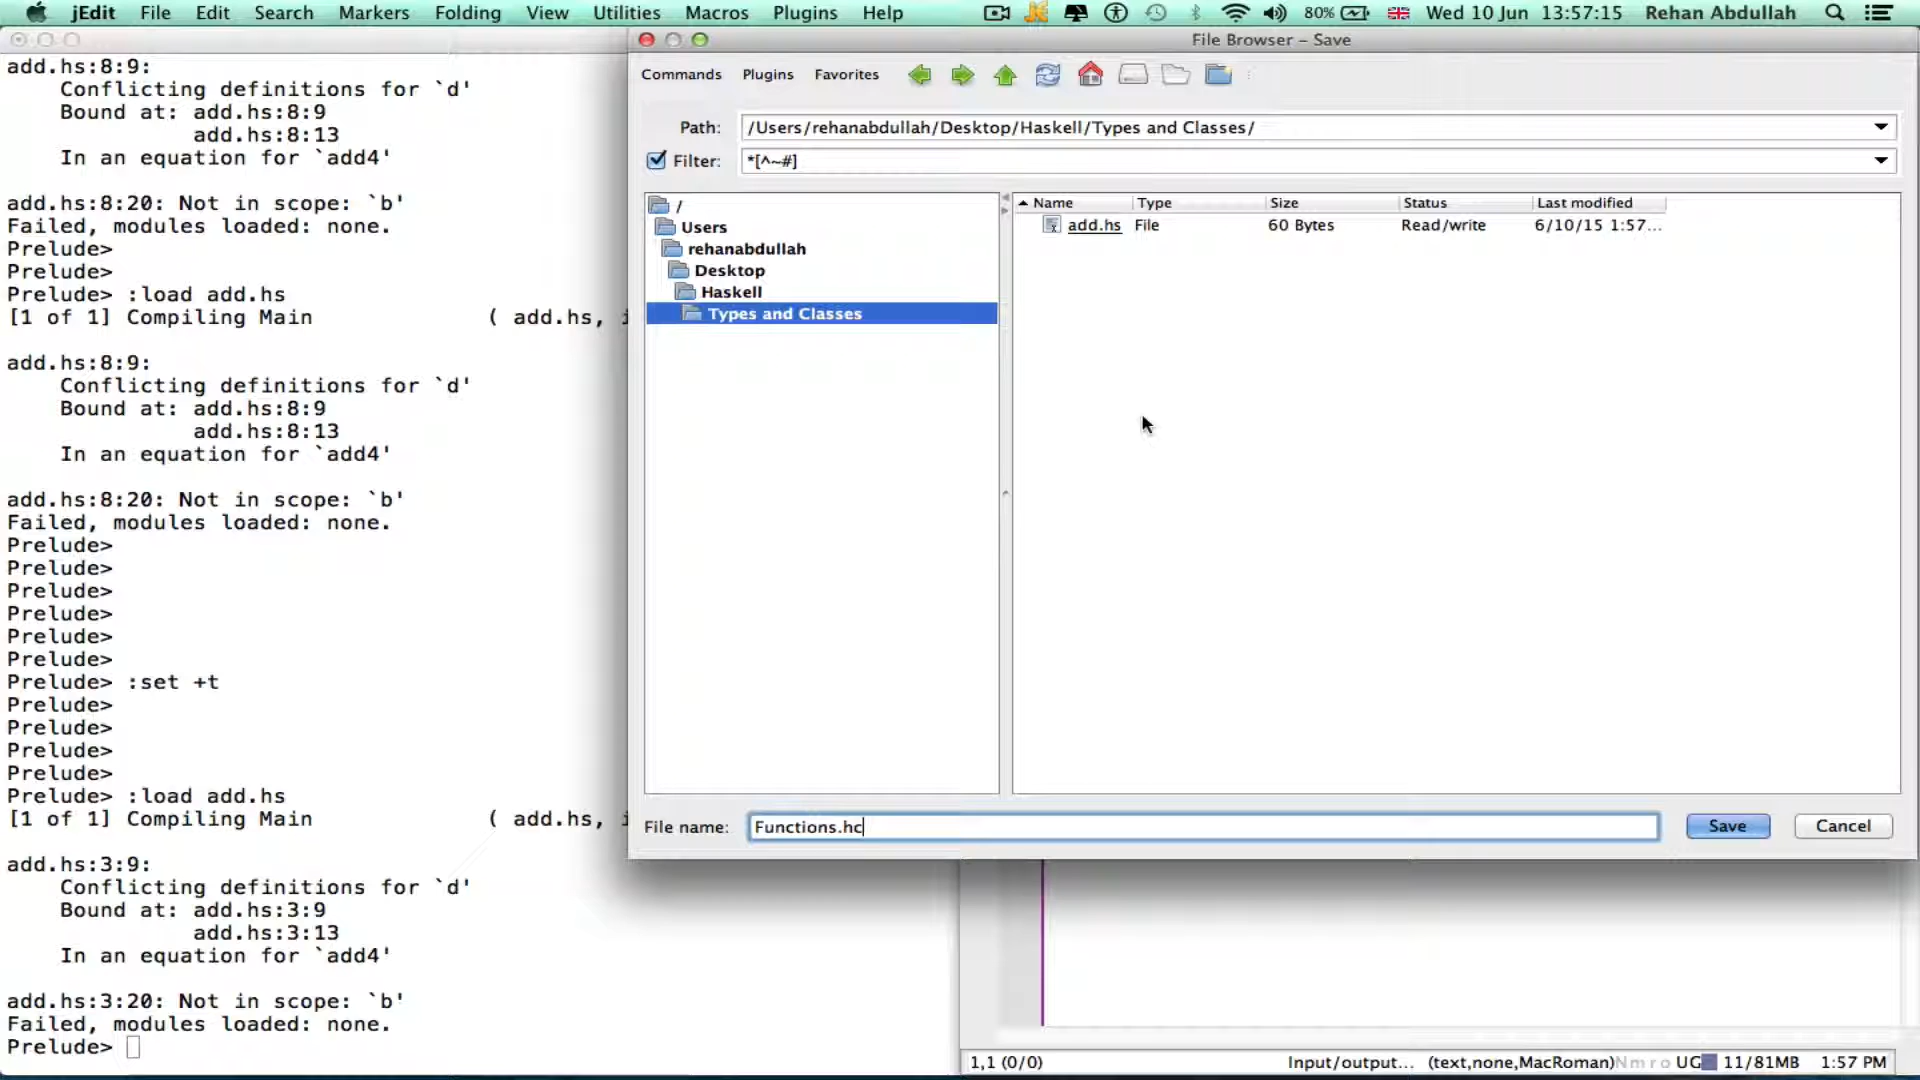 jEdit File Edit Search Markers Folding View Utilities Macros Plugins Help 80% Wed 10 Jun 13:57:15 Rehan Abdullah
add.hs:8:9:
Conflicting definitions for `d'
Bound at: add.hs:8:9
add.hs:8:13
In an equation for `add4'
add.hs:8:20: Not in scope: `b'
Failed, modules loaded: none.
Prelude>
Prelude>
Prelude> :load add.hs
[1 of 1] Compiling Main ( add.hs, i
add.hs:8:9:
Conflicting definitions for `d'
Bound at: add.hs:8:9
add.hs:8:13
In an equation for `add4'
add.hs:8:20: Not in scope: `b'
Failed, modules loaded: none.
Prelude>
Prelude>
Prelude>
Prelude>
Prelude>
Prelude>
Prelude> :set +t
Prelude>
Prelude>
Prelude>
Prelude>
Prelude> :load add.hs
[1 of 1] Compiling Main ( add.hs, i
add.hs:3:9:
Conflicting definitions for `d'
Bound at: add.hs:3:9
add.hs:3:13
In an equation for `add4'
add.hs:3:20: Not in scope: `b'
Failed, modules loaded: none.
Prelude>
File Browser – Save
Commands Plugins Favorites
Path: /Users/rehanabdullah/Desktop/Haskell/Types and Classes/
Filter: *[^~#]
/
Users
rehanabdullah
Desktop
Haskell
Types and Classes
Name Type Size Status Last modified
add.hs File 60 Bytes Read/write 6/10/15 1:57...
File name: Functions.hc Save Cancel
1,1 (0/0) Input/output... (text,none,MacRoman)Nmro UG 11/81MB 1:57 PM